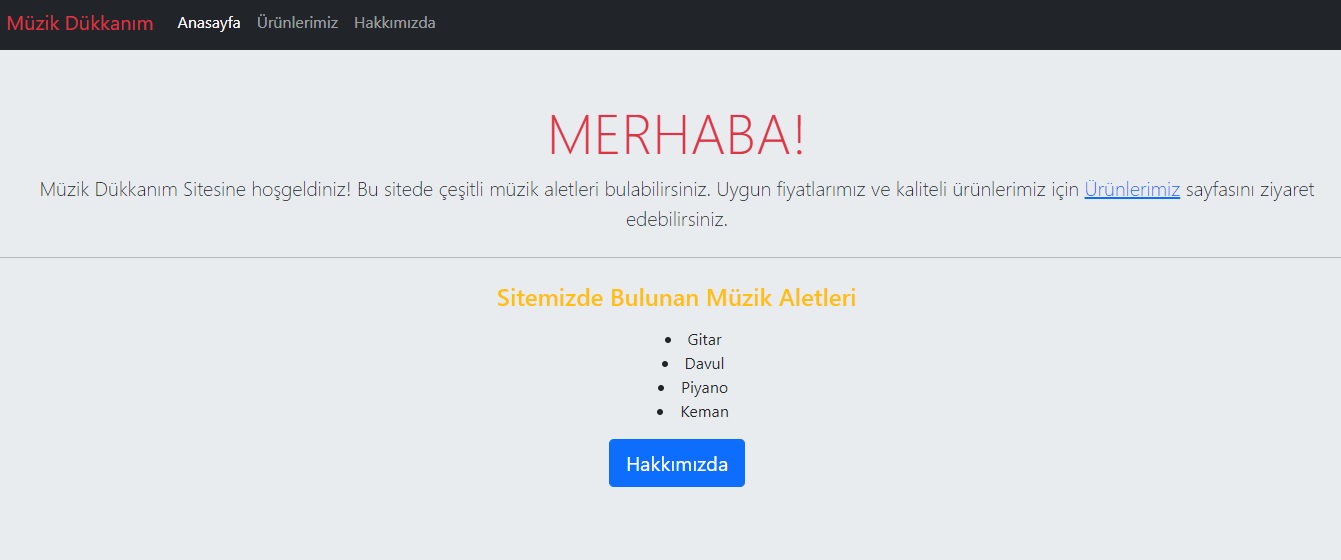 Müzik Dükkanım Anasayfa Ürünlerimiz Hakkımızda
MERHABA!
Müzik Dükkanım Sitesine hoşgeldiniz! Bu sitede çeşitli müzik aletleri bulabilirsiniz. Uygun fiyatlarımız ve kaliteli ürünlerimiz için Ürünlerimiz sayfasını ziyaret
edebilirsiniz.
Sitemizde Bulunan Müzik Aletleri
• Gitar
• Davul
• Piyano
• Keman
Hakkımızda